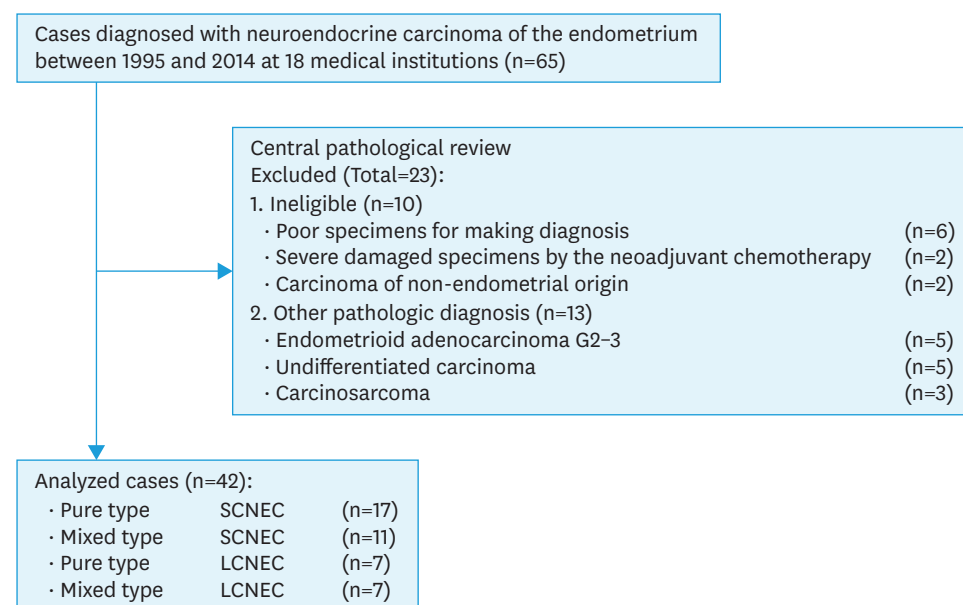 Cases diagnosed with neuroendocrine carcinoma of the endometrium
between 1995 and 2014 at 18 medical institutions (n=65)
Central pathological review
Excluded (Total=23):
1. Ineligible (n=10)
· Poor specimens for making diagnosis (n=6)
· Severe damaged specimens by the neoadjuvant chemotherapy (n=2)
· Carcinoma of non-endometrial origin (n=2)
2. Other pathologic diagnosis (n=13)
· Endometrioid adenocarcinoma G2–3 (n=5)
· Undifferentiated carcinoma (n=5)
· Carcinosarcoma (n=3)
Analyzed cases (n=42):
· Pure type SCNEC (n=17)
· Mixed type SCNEC (n=11)
· Pure type LCNEC (n=7)
· Mixed type LCNEC (n=7)